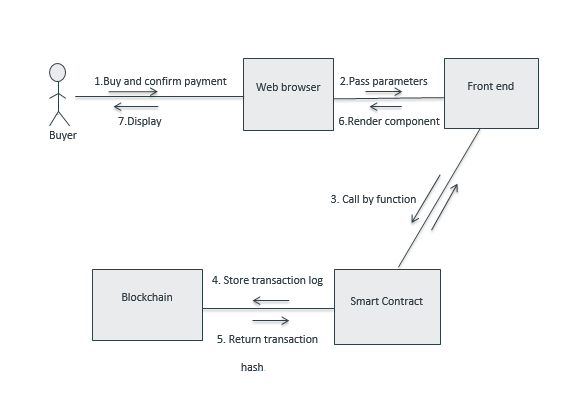 1.Buy and confirm payment
Web browser
2.Pass parameters
Front end
7.Display
6.Render component
Buyer
3. Call by function
4. Store transaction log
Blockchain
Smart Contract
5. Return transaction
hash